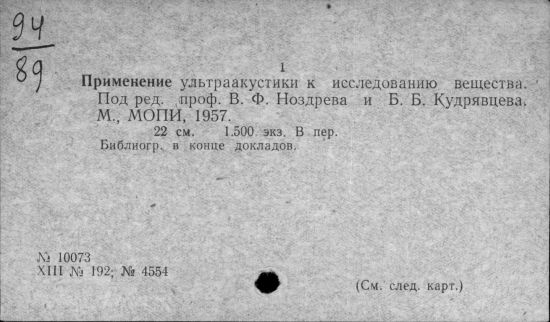 94
89
1
Применение ультраакустики к исследованию вещества.
Под ред. проф. В. Ф. Ноздрева и Б. Б. Кудрявцева.
М., МОПИ, 1957.
22 см. 1.500 экз. В пер.
Библиогр. в конце докладов.
№ 10073
XIII № 192; № 4554
(См. след. карт.)